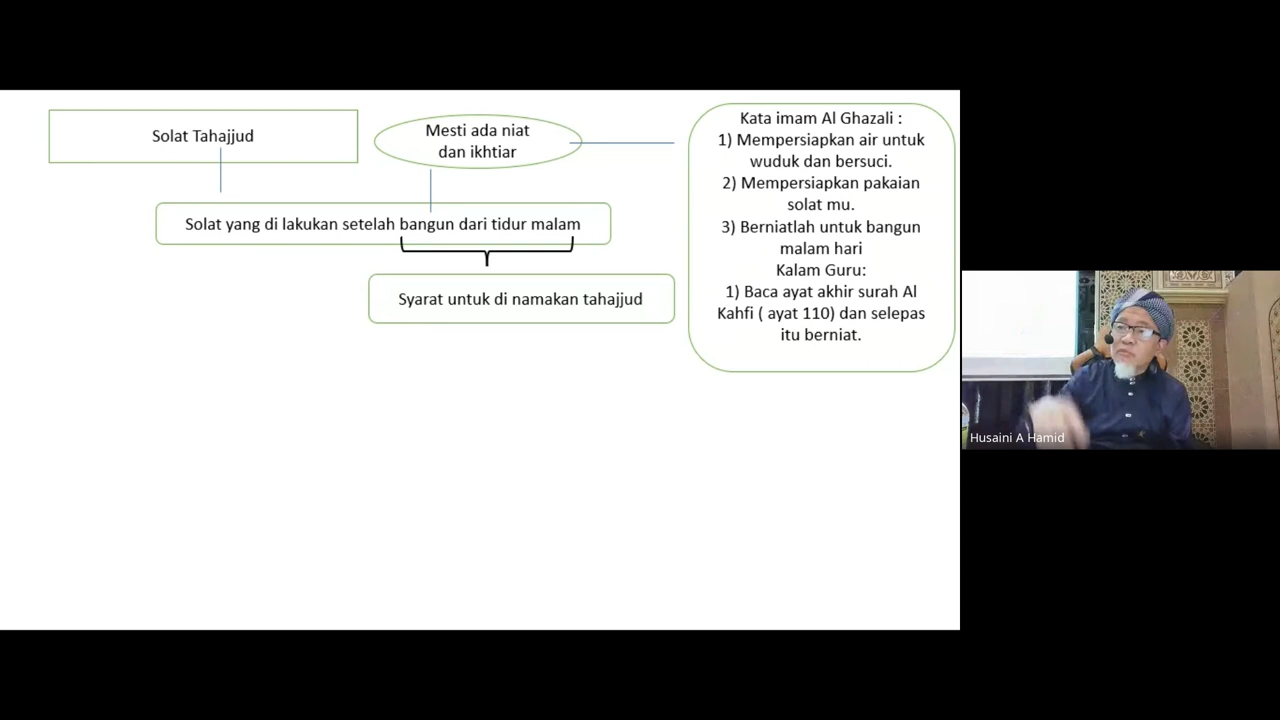 Solat Tahajjud
Mesti ada niat
dan ikhtiar
Solat yang di lakukan setelah bangun dari tidur malam
Syarat untuk di namakan tahajjud
Kata imam Al Ghazali :
1) Mempersiapkan air untuk
wuduk dan bersuci.
2) Mempersiapkan pakaian
solat mu.
3) Berniatlah untuk bangun
malam hari
Kalam Guru:
1) Baca ayat akhir surah Al
Kahfi ( ayat 110) dan selepas
itu berniat.
Husaini A Hamid